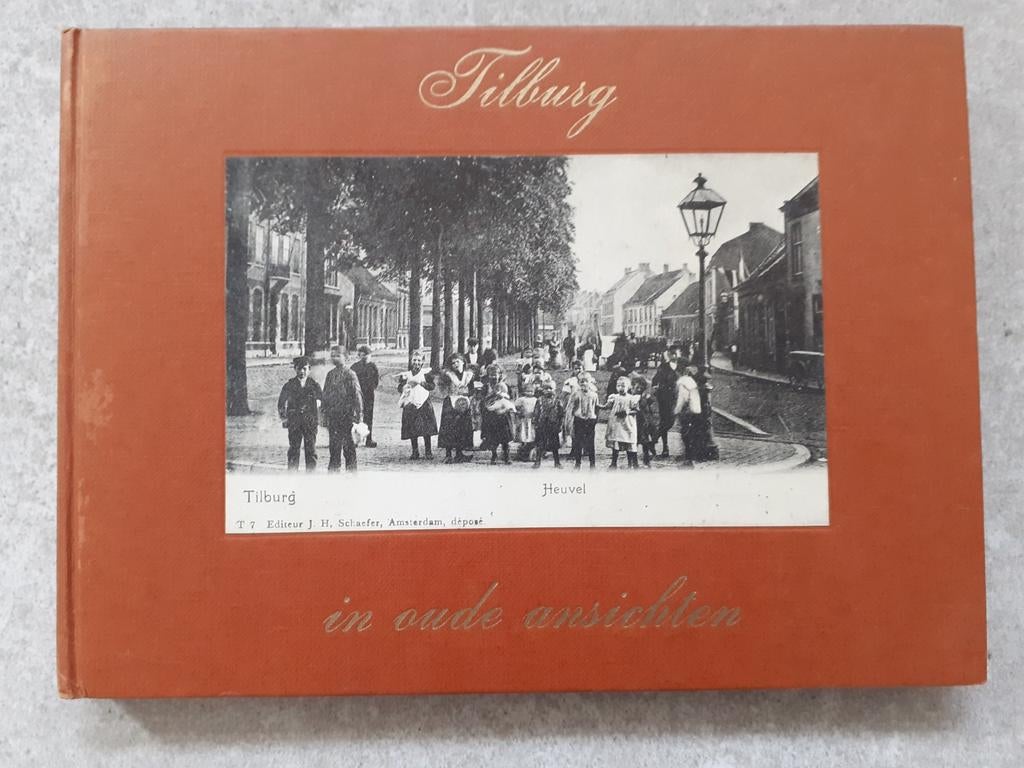 Tilburg
Tilburg Heuvel
T 7 Editeur J. H. Schaefer, Amsterdam, déposé.
in oude ansichten